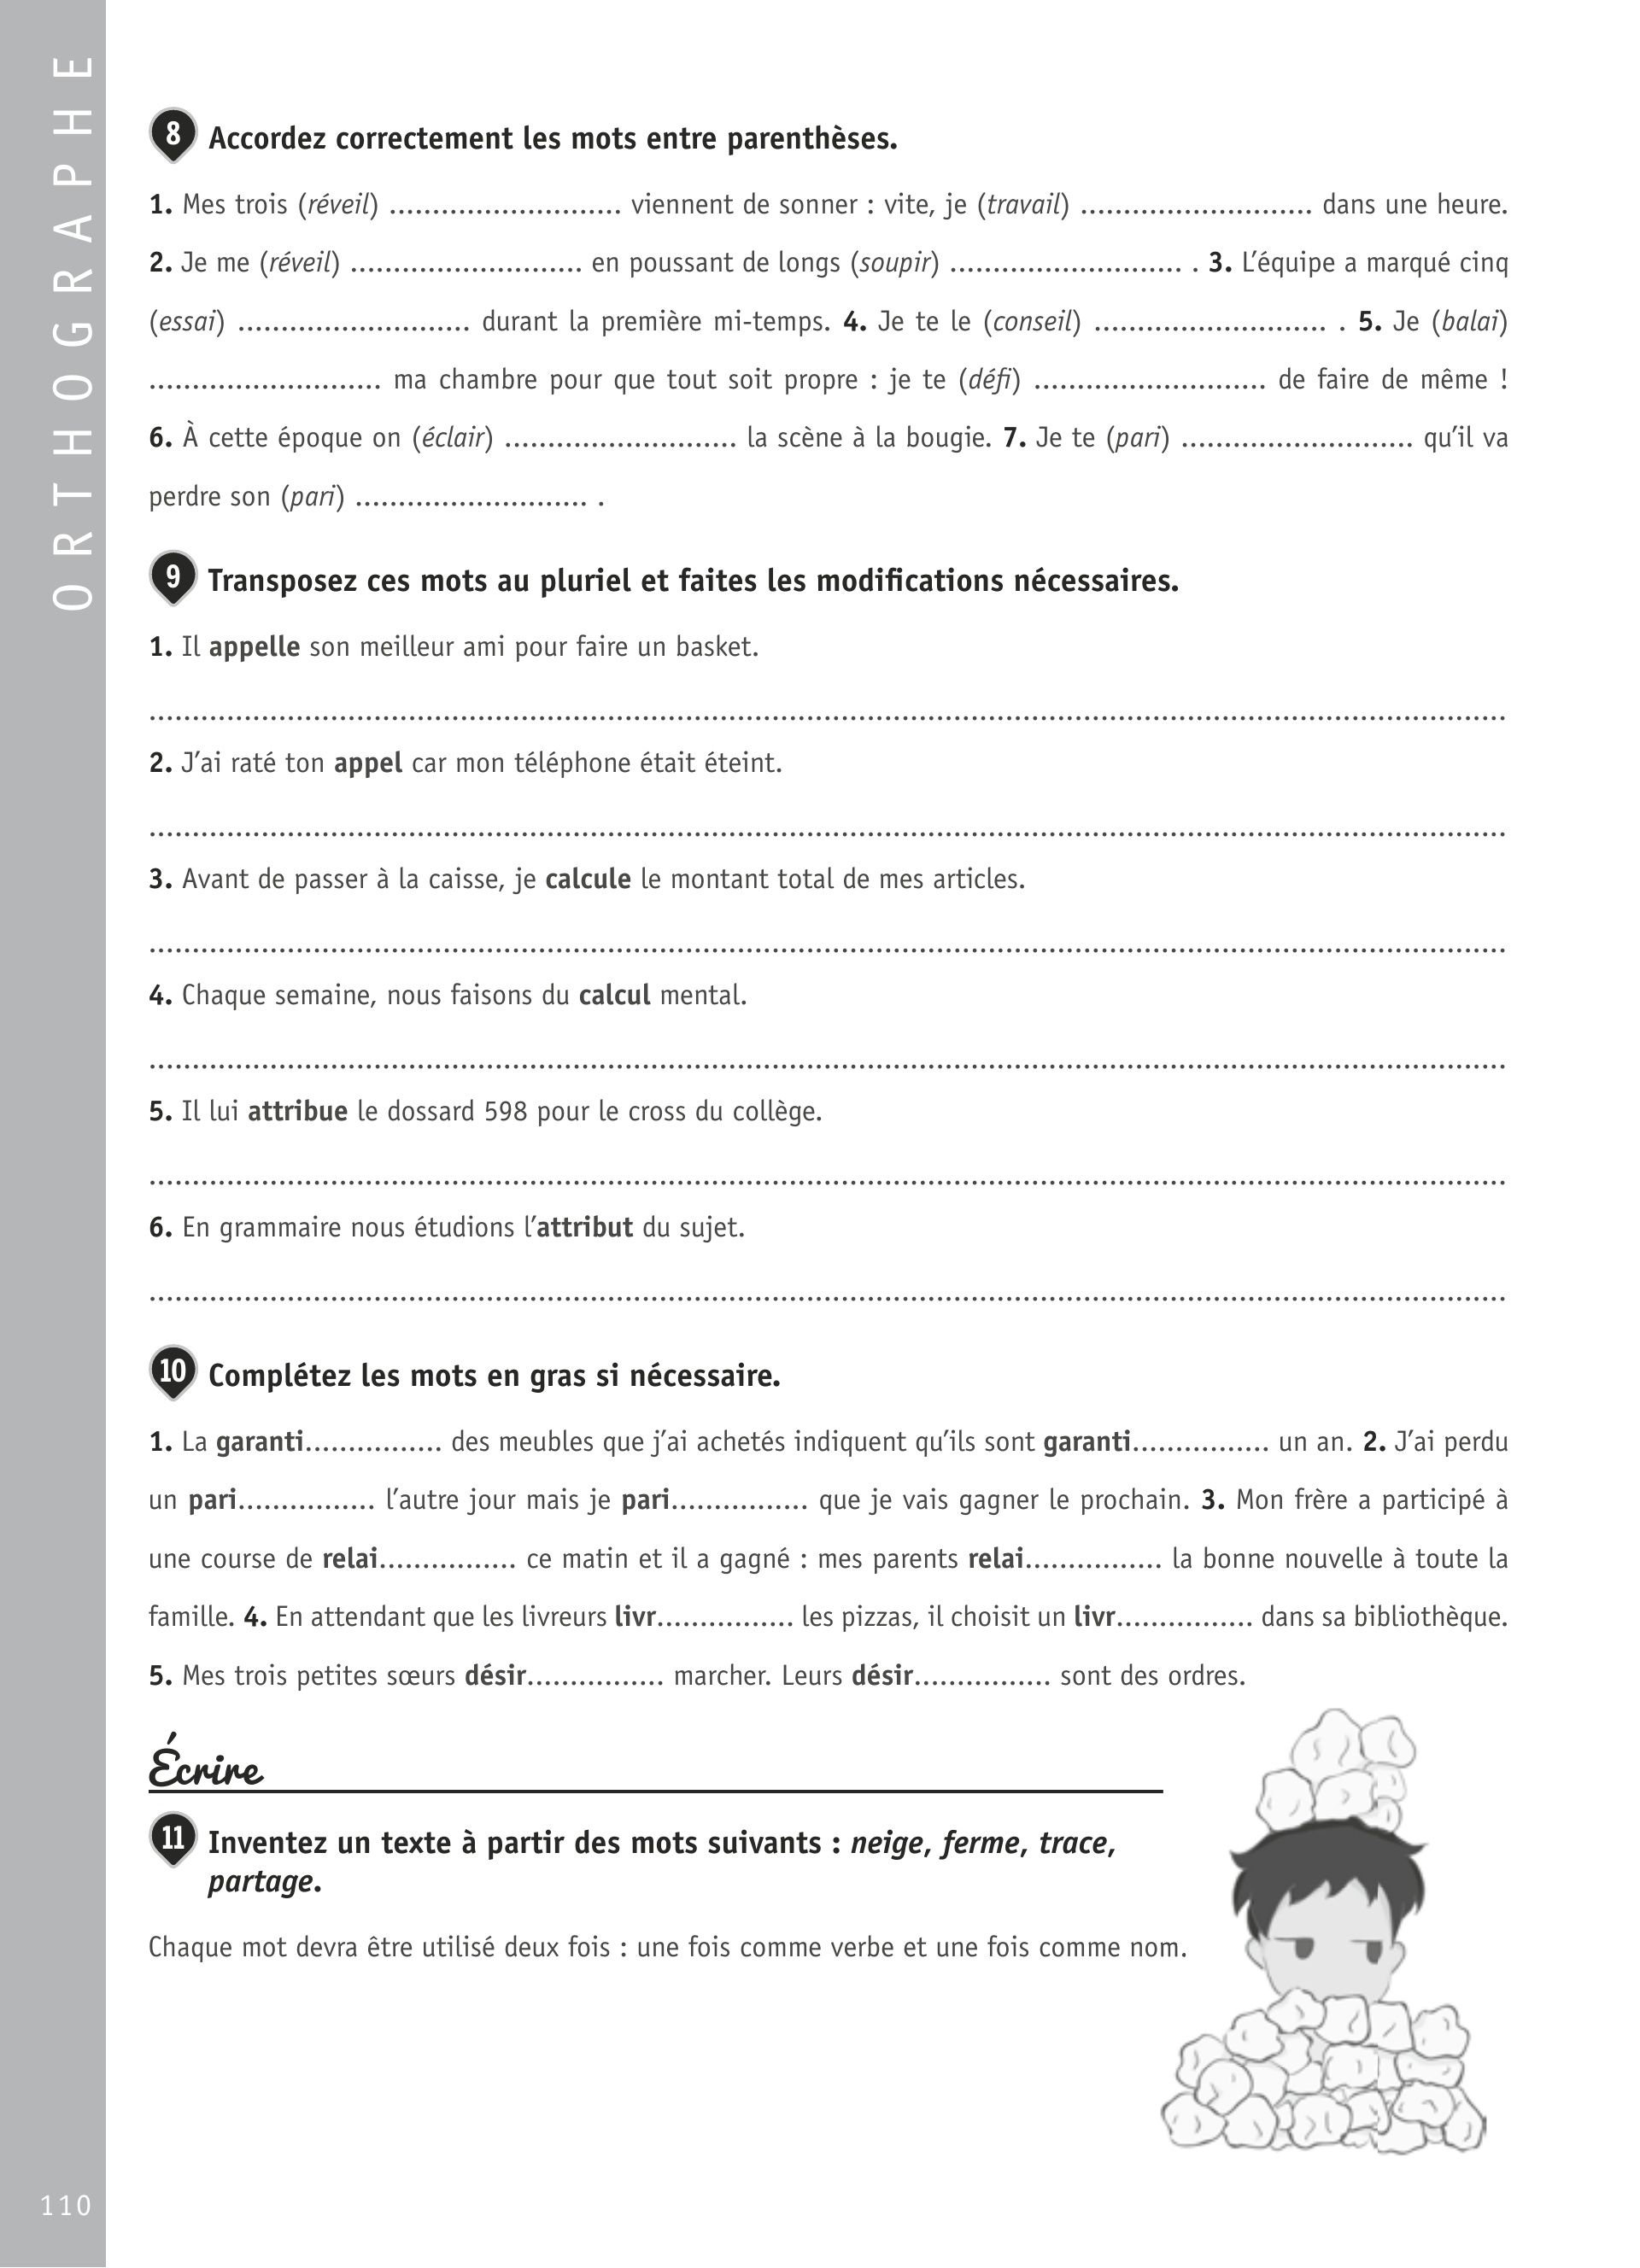 ORTHOGRAPHE
8 Accordez correctement les mots entre parenthèses.
1. Mes trois (réveil) ........................... viennent de sonner : vite, je (travail) ........................... dans une heure.
2. Je me (réveil) ........................... en poussant de longs (soupir) ........................... . 3. L’équipe a marqué cinq
(essai) ........................... durant la première mi-temps. 4. Je te le (conseil) ........................... . 5. Je (balai)
........................... ma chambre pour que tout soit propre : je te (défi) ........................... de faire de même !
6. À cette époque on (éclair) ........................... la scène à la bougie. 7. Je te (pari) ........................... qu’il va
perdre son (pari) ........................... .
9 Transposez ces mots au pluriel et faites les modifications nécessaires.
1. Il appelle son meilleur ami pour faire un basket.
2. J’ai raté ton appel car mon téléphone était éteint.
3. Avant de passer à la caisse, je calcule le montant total de mes articles.
4. Chaque semaine, nous faisons du calcul mental.
5. Il lui attribue le dossard 598 pour le cross du collège.
6. En grammaire nous étudions l’attribut du sujet.
10 Complétez les mots en gras si nécessaire.
1. La garanti................ des meubles que j’ai achetés indiquent qu’ils sont garanti................ un an. 2. J’ai perdu
un pari................ l’autre jour mais je pari................ que je vais gagner le prochain. 3. Mon frère a participé à
une course de relai................ ce matin et il a gagné : mes parents relai................ la bonne nouvelle à toute la
famille. 4. En attendant que les livreurs livr................ les pizzas, il choisit un livr................ dans sa bibliothèque.
5. Mes trois petites sœurs désir................ marcher. Leurs désir................ sont des ordres.
Écrire
11 Inventez un texte à partir des mots suivants : neige, ferme, trace,
partage.
Chaque mot devra être utilisé deux fois : une fois comme verbe et une fois comme nom.
110